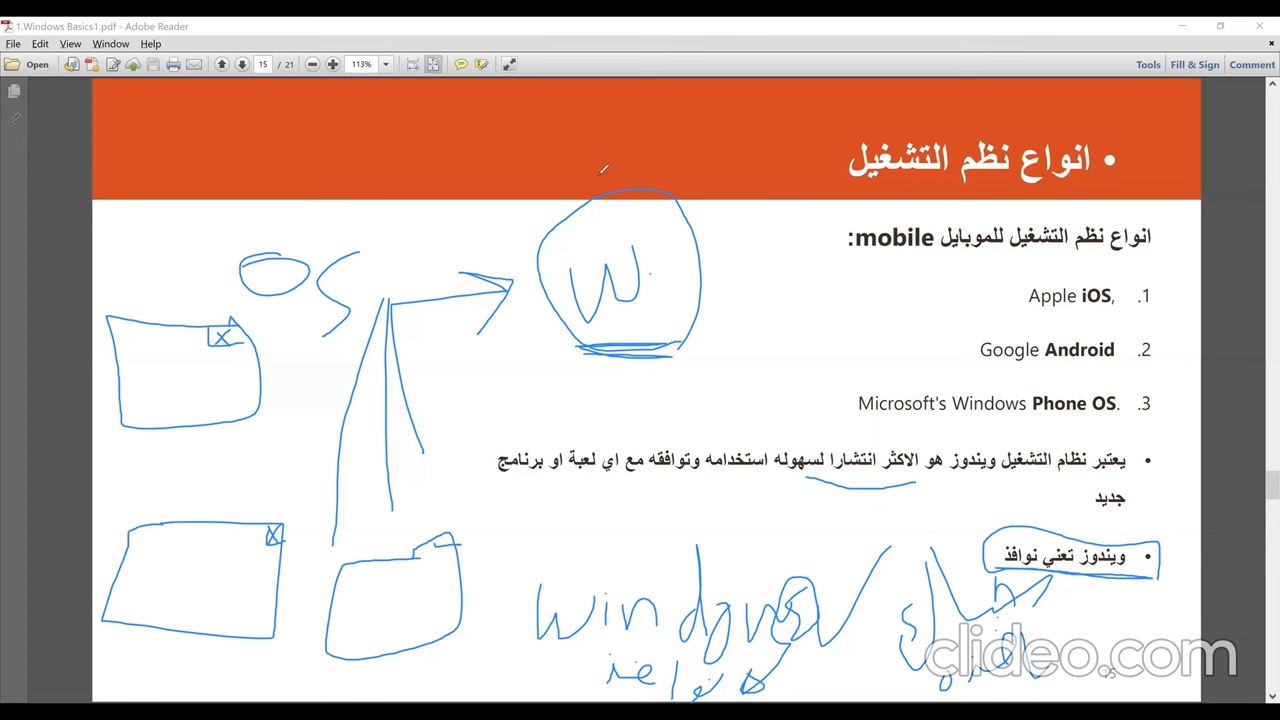 1.Windows Basics1.pdf - Adobe Reader
File Edit View Window Help
Open 15 / 21 113% Tools Fill & Sign Comment
• انواع نظم التشغيل
انواع نظم التشغيل للموبايل mobile:
1. Apple iOS,
2. Google Android
3. Microsoft's Windows Phone OS.
• يعتبر نظام التشغيل ويندوز هو الاكثر انتشارا لسهوله استخدامه وتوافقه مع اي لعبة او برنامج
جديد
• ويندوز تعني نوافذ
OS
W
X
X
windows
clideo.com
15